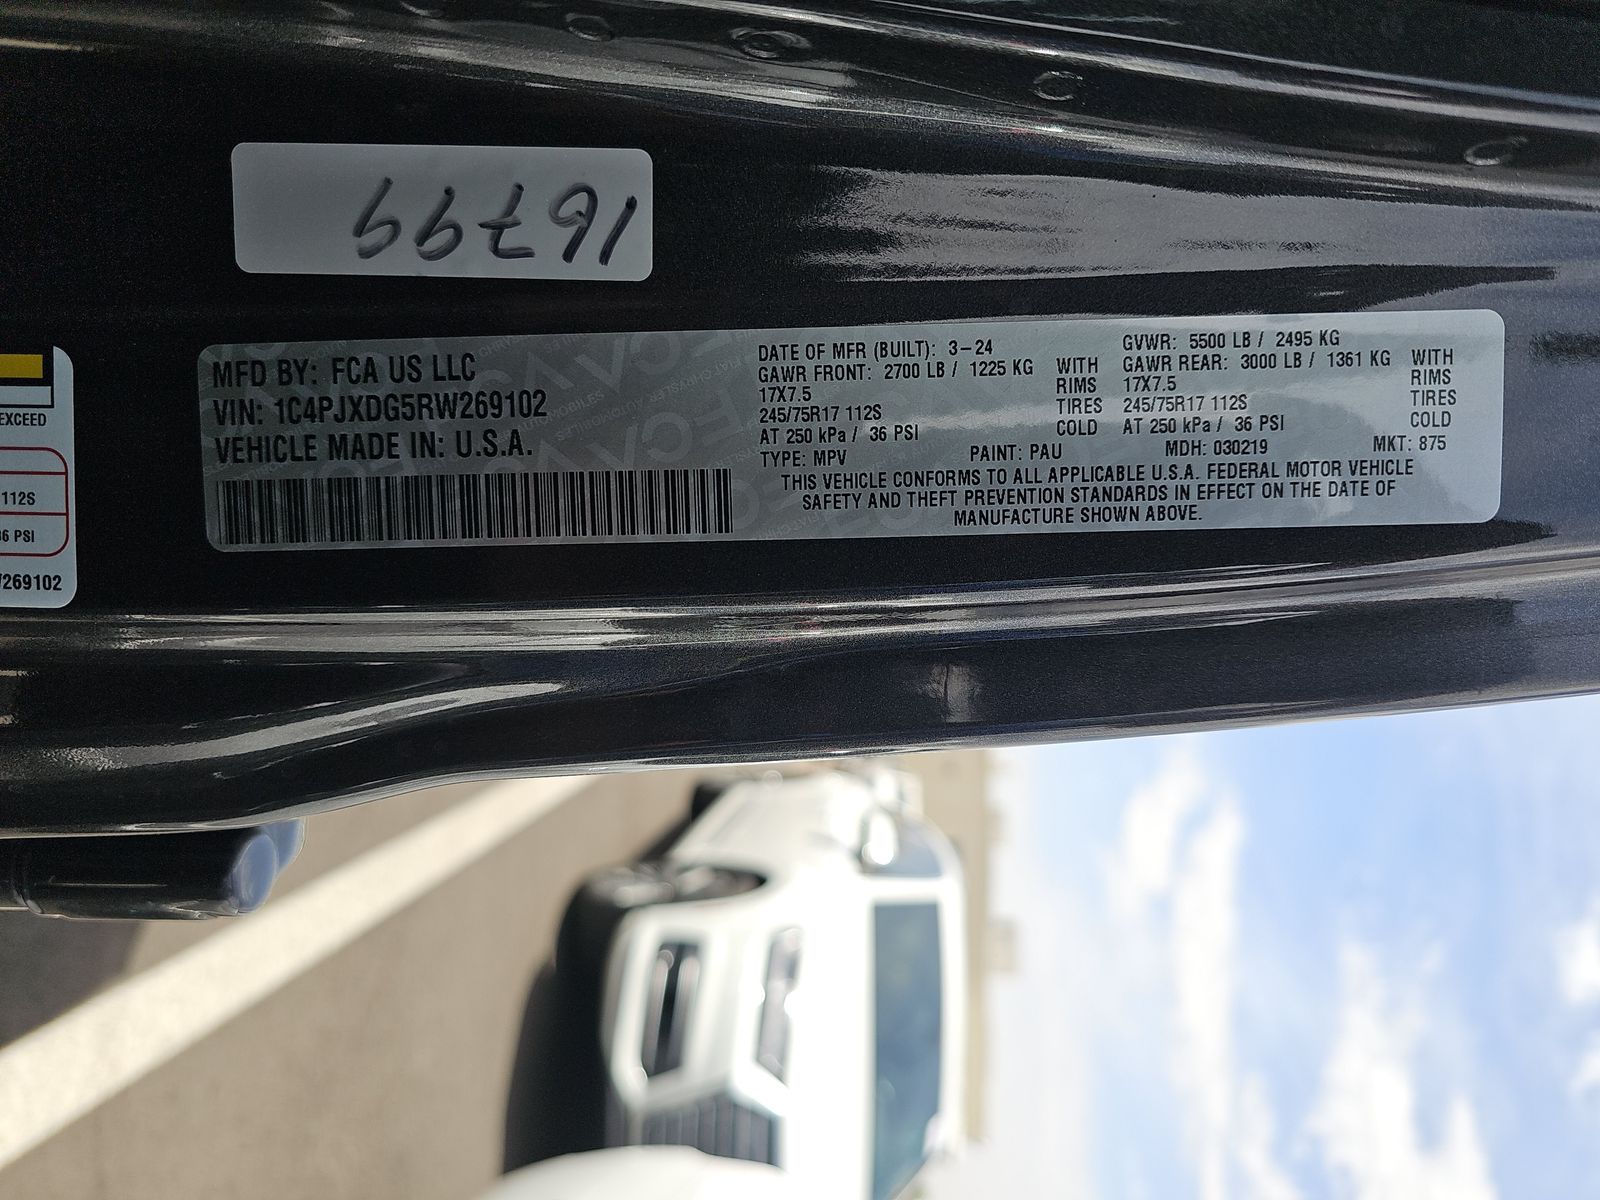 16799
MFD BY: FCA US LLC
VIN: 1C4PJXDG5RW269102
VEHICLE MADE IN: U.S.A.
DATE OF MFR (BUILT): 3-24
GAWR FRONT: 2700 LB / 1225 KG WITH
17X7.5 RIMS
245/75R17 112S TIRES
AT 250 kPa / 36 PSI COLD
GVWR: 5500 LB / 2495 KG
GAWR REAR: 3000 LB / 1361 KG WITH
17X7.5 RIMS
245/75R17 112S TIRES
AT 250 kPa / 36 PSI COLD
TYPE: MPV PAINT: PAU MDH: 030219 MKT: 875
THIS VEHICLE CONFORMS TO ALL APPLICABLE U.S.A. FEDERAL MOTOR VEHICLE
SAFETY AND THEFT PREVENTION STANDARDS IN EFFECT ON THE DATE OF
MANUFACTURE SHOWN ABOVE.
EXCEED
112S
36 PSI
W269102